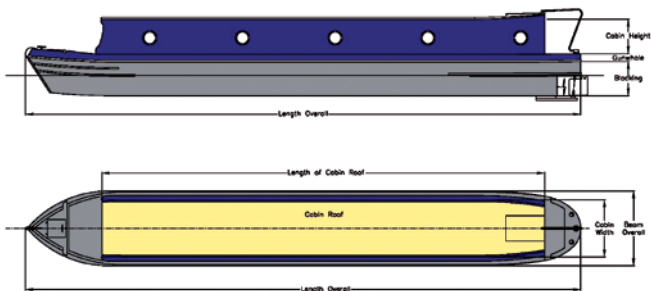 Cabin Height
Gunwhale
Blacking
Length Overall
Length of Cabin Roof
Cabin Roof
Cabin
Width
Beam
Overall
Length Overall